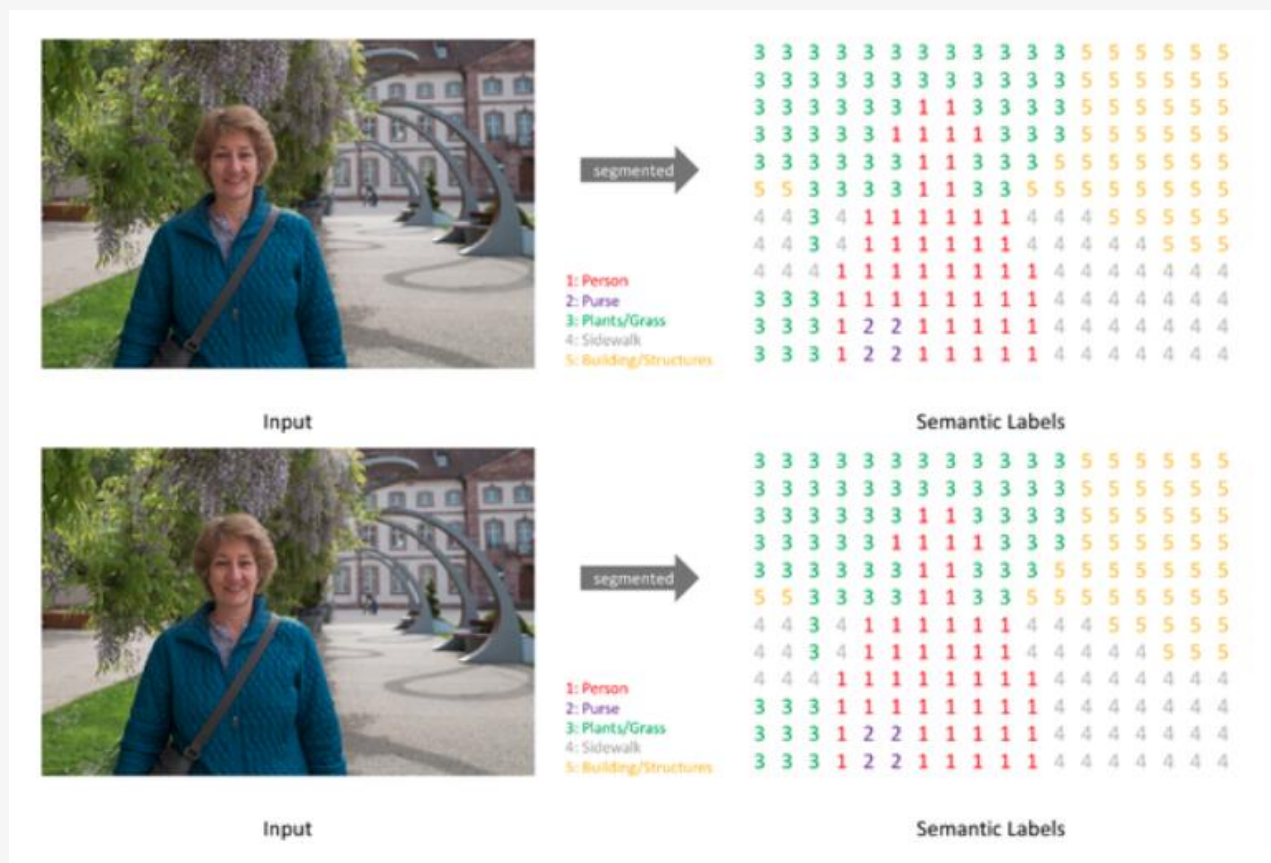 3 3 3 3 3 3 3 3 3 3 3 3 5 5 5 5 5 5
3 3 3 3 3 3 3 3 3 3 3 3 5 5 5 5 5 5
3 3 3 3 3 3 1 1 3 3 3 3 5 5 5 5 5 5
3 3 3 3 3 1 1 1 1 3 3 3 5 5 5 5 5 5
3 3 3 3 3 3 1 1 3 3 3 5 5 5 5 5 5 5
5 5 3 3 3 3 1 1 3 3 5 5 5 5 5 5 5 5
4 4 3 4 1 1 1 1 1 1 4 4 4 5 5 5 5 5
4 4 3 4 1 1 1 1 1 1 4 4 4 4 4 5 5 5
4 4 4 1 1 1 1 1 1 1 1 4 4 4 4 4 4 4
3 3 3 1 1 1 1 1 1 1 1 4 4 4 4 4 4 4
3 3 3 1 2 2 1 1 1 1 1 4 4 4 4 4 4 4
3 3 3 1 2 2 1 1 1 1 1 4 4 4 4 4 4 4
segmented
1: Person
2: Purse
3: Plants/Grass
4: Sidewalk
5: Building/Structures
Input
Semantic Labels
3 3 3 3 3 3 3 3 3 3 3 3 5 5 5 5 5 5
3 3 3 3 3 3 3 3 3 3 3 3 5 5 5 5 5 5
3 3 3 3 3 3 1 1 3 3 3 3 5 5 5 5 5 5
3 3 3 3 3 1 1 1 1 3 3 3 5 5 5 5 5 5
3 3 3 3 3 3 1 1 3 3 3 5 5 5 5 5 5 5
5 5 3 3 3 3 1 1 3 3 5 5 5 5 5 5 5 5
4 4 3 4 1 1 1 1 1 1 4 4 4 5 5 5 5 5
4 4 3 4 1 1 1 1 1 1 4 4 4 4 4 5 5 5
4 4 4 1 1 1 1 1 1 1 1 4 4 4 4 4 4 4
3 3 3 1 1 1 1 1 1 1 1 4 4 4 4 4 4 4
3 3 3 1 2 2 1 1 1 1 1 4 4 4 4 4 4 4
3 3 3 1 2 2 1 1 1 1 1 4 4 4 4 4 4 4
segmented
1: Person
2: Purse
3: Plants/Grass
4: Sidewalk
5: Building/Structures
Input
Semantic Labels